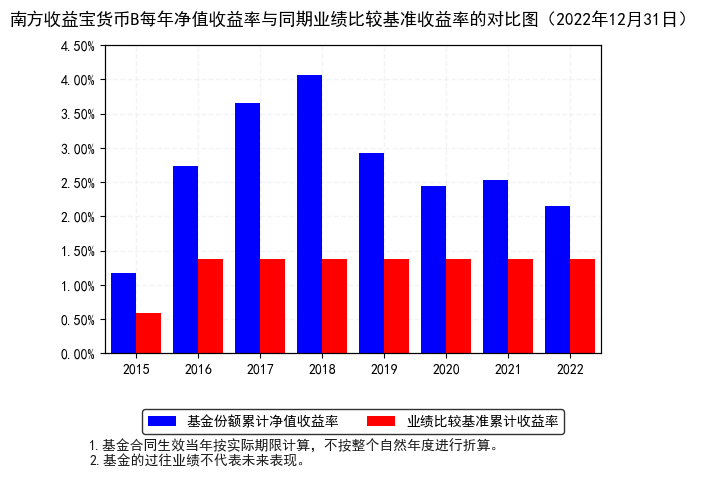 南方收益宝货币B每年净值收益率与同期业绩比较基准收益率的对比图（2022年12月31日）
4.50%
4.00%
3.50%
3.00%
2.50%
2.00%
1.50%
1.00%
0.50%
0.00%
2015 2016 2017 2018 2019 2020 2021 2022
基金份额累计净值收益率 业绩比较基准累计收益率
1.基金合同生效当年按实际期限计算，不按整个自然年度进行折算。
2.基金的过往业绩不代表未来表现。